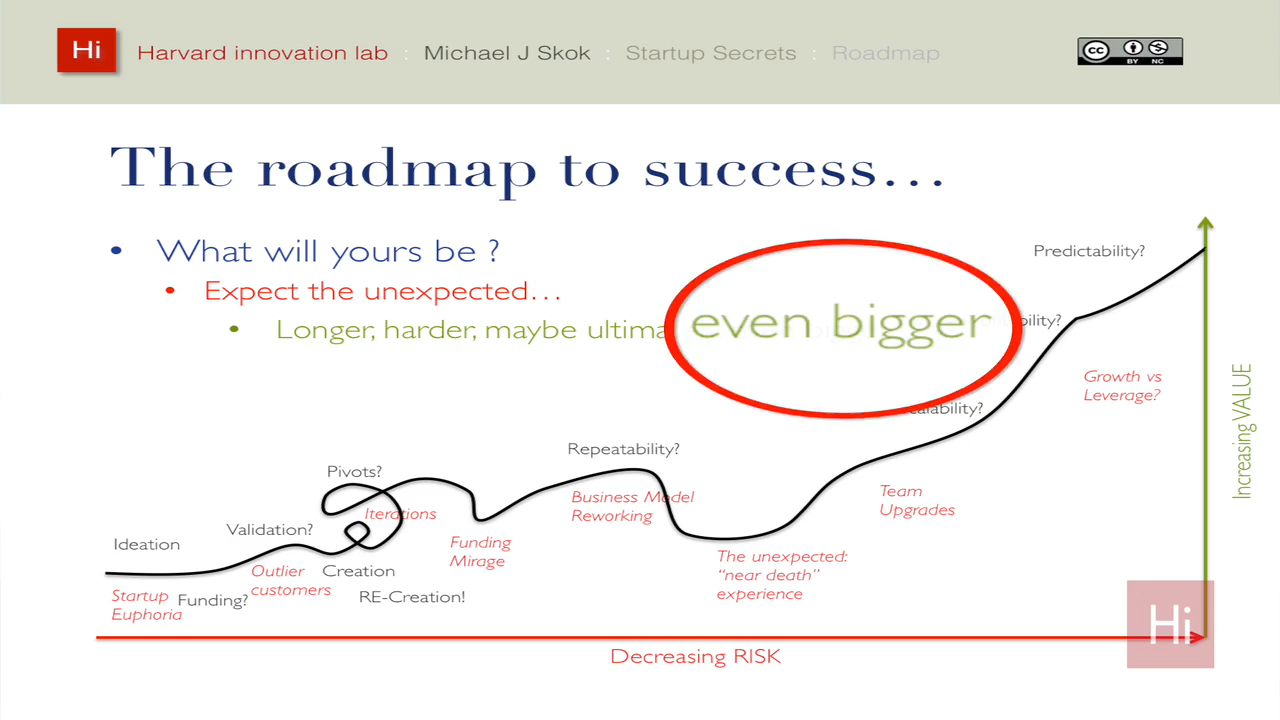 Hi Harvard innovation lab : Michael J Skok : Startup Secrets : Roadmap
cc BY NC
The roadmap to success…
• What will yours be ?
• Expect the unexpected…
• Longer, harder, maybe even bigger
Predictability?
Growth vs
Leverage?
Increasing VALUE
Repeatability?
Pivots?
Business Model
Reworking
Team
Upgrades
Iterations
Validation?
Ideation
Funding
Mirage
The unexpected:
“near death”
experience
Outlier
customers
Creation
RE-Creation!
Startup
Euphoria
Funding?
Hi
Decreasing RISK